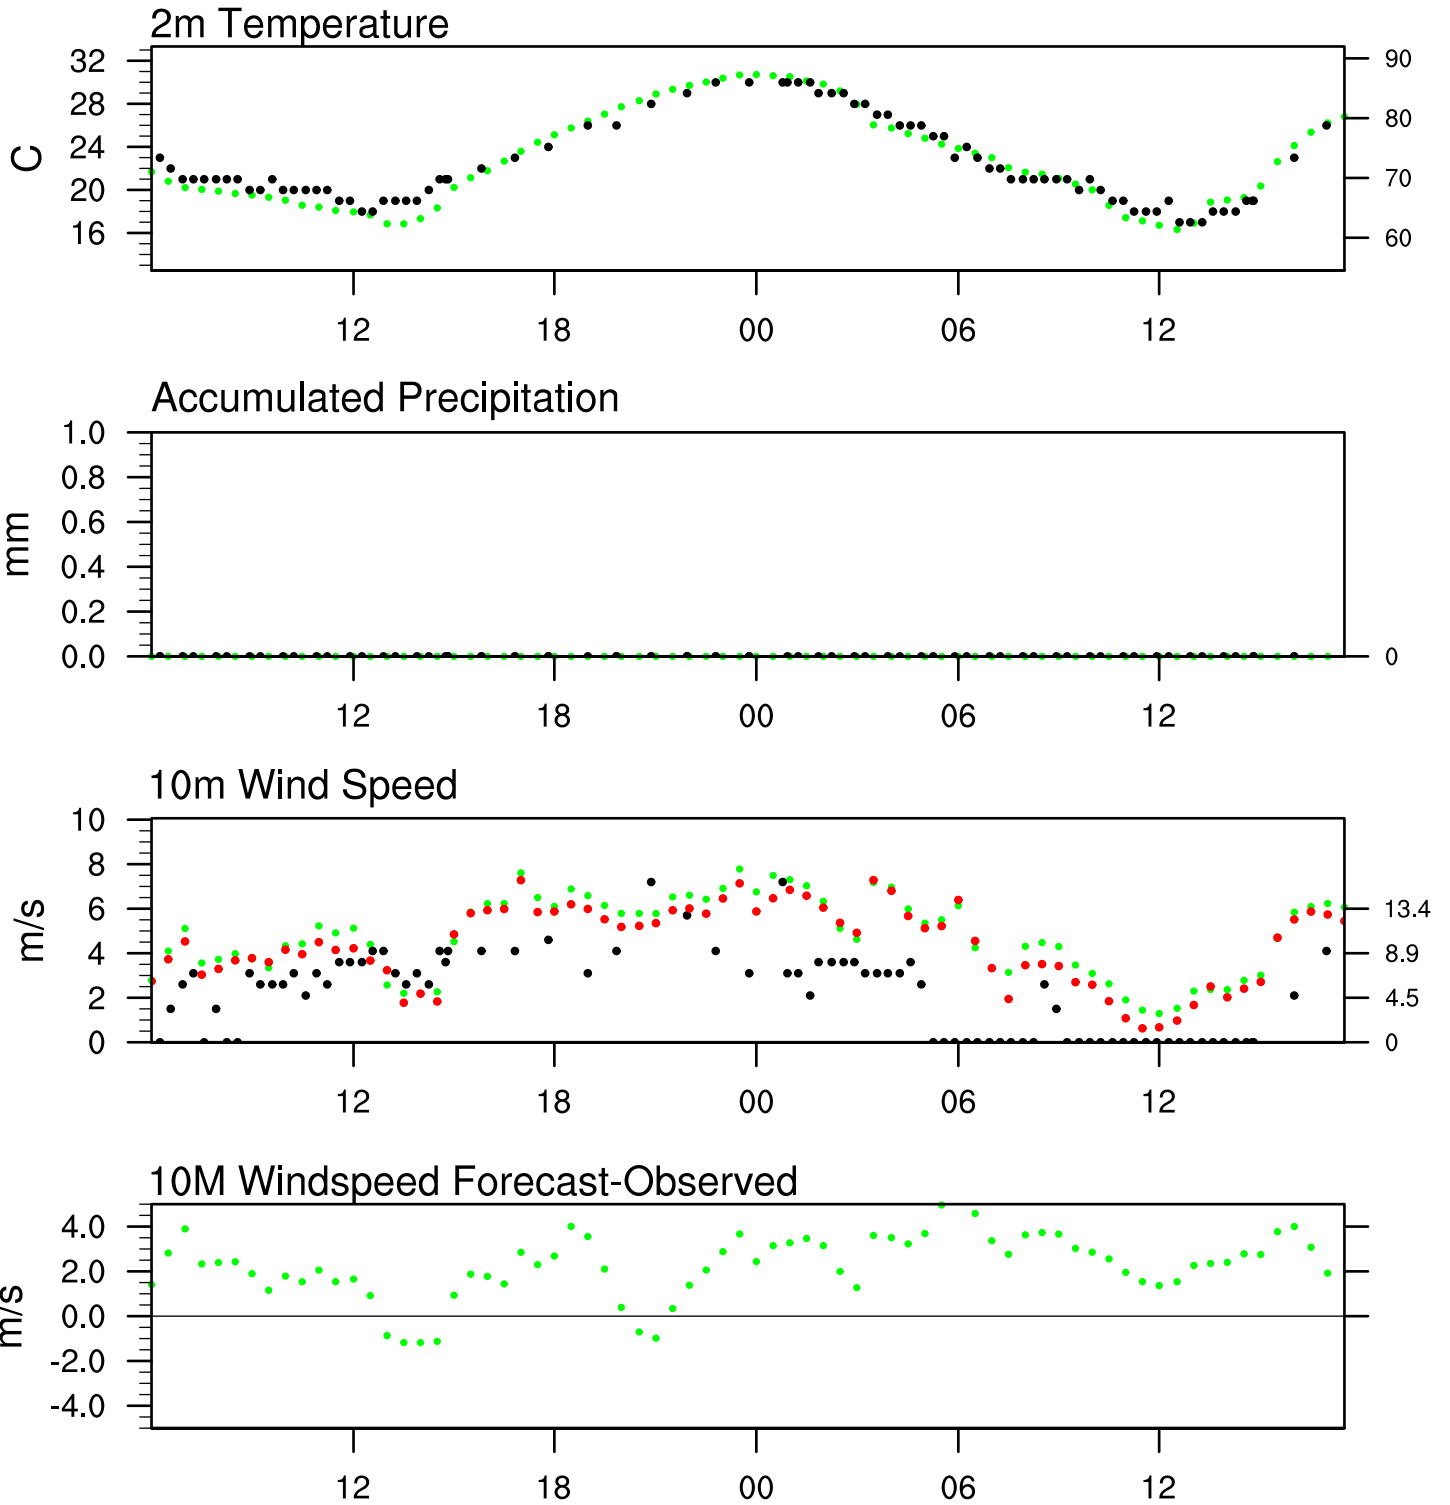 2m Temperature
32
28
24
20
16
C
90
80
70
60
12 18 00 06 12
Accumulated Precipitation
1.0
0.8
0.6
0.4
0.2
0.0
mm
0
12 18 00 06 12
10m Wind Speed
10
8
6
4
2
0
m/s
13.4
8.9
4.5
0
12 18 00 06 12
10M Windspeed Forecast-Observed
4.0
2.0
0.0
-2.0
-4.0
m/s
12 18 00 06 12